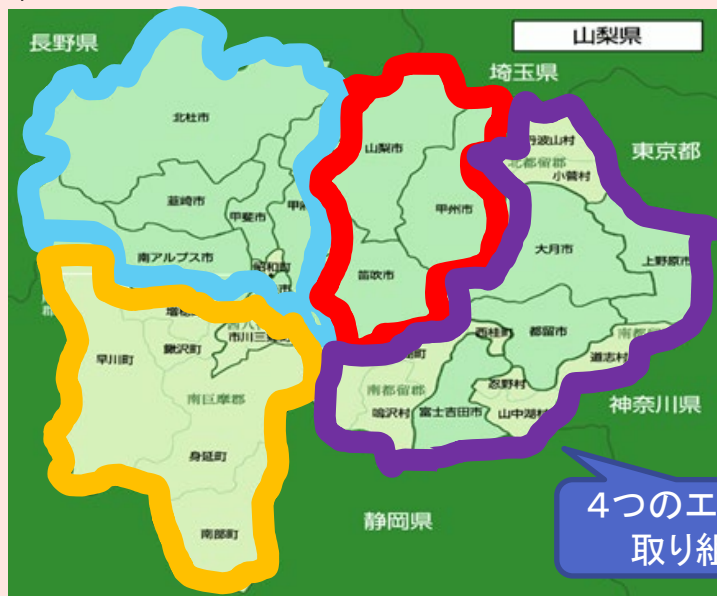 長野県
山梨県
埼玉県
東京都
北杜市
山梨市
丹波山村
北都留郡
小菅村
韮崎市
甲斐市
甲州市
大月市
上野原市
南アルプス市
昭和町
笛吹市
早川町
鰍沢町
西桂町
都留市
道志村
南巨摩郡
南都留郡
忍野村
鳴沢村
富士吉田市
山中湖村
神奈川県
身延町
南部町
静岡県
4つのエ
取り組